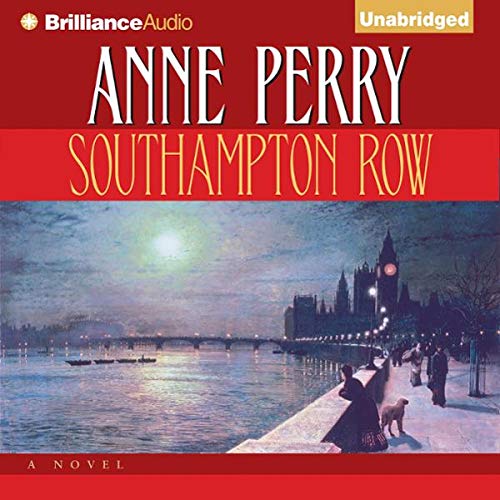 BrillianceAudio
Unabridged
ANNE PERRY
SOUTHAMPTON ROW
A NOVEL